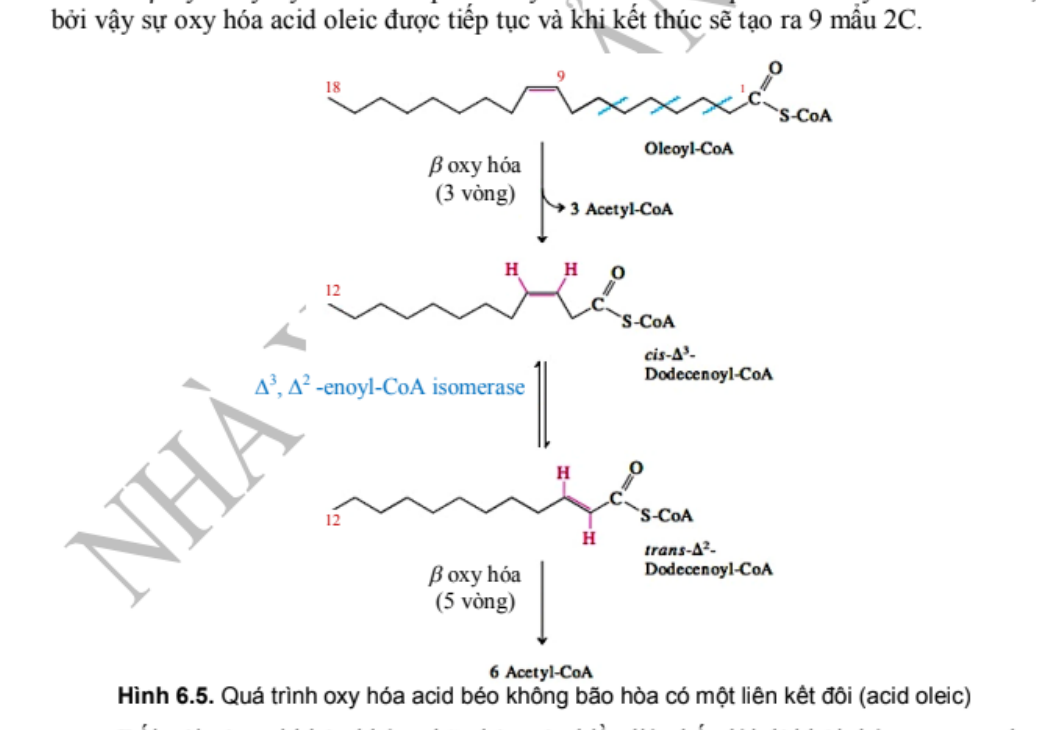 bởi vậy sự oxy hóa acid oleic được tiếp tục và khi kết thúc sẽ tạo ra 9 mẩu 2C.
18
9
1
O
C
S-CoA
Oleoyl-CoA
β oxy hóa
(3 vòng)
3 Acetyl-CoA
H H O
12
C
S-CoA
cis-Δ³-
Dodecenoyl-CoA
Δ³, Δ² -enoyl-CoA isomerase
H O
C
12
S-CoA
H
trans-Δ²-
Dodecenoyl-CoA
β oxy hóa
(5 vòng)
6 Acetyl-CoA
Hình 6.5. Quá trình oxy hóa acid béo không bão hòa có một liên kêt đôi (acid oleic)
NHÀ